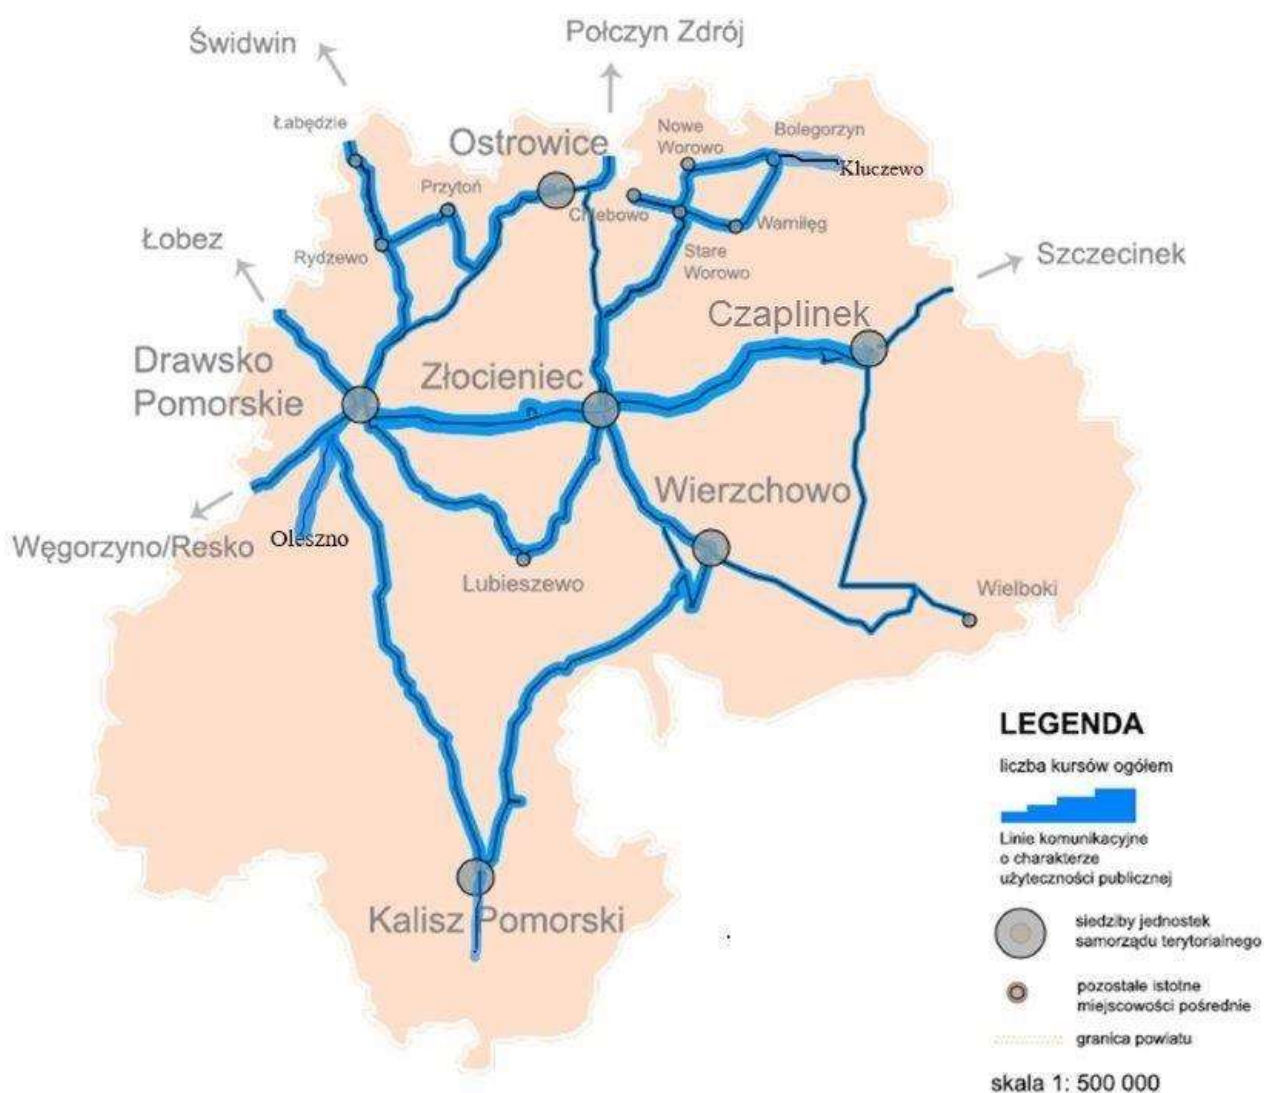 Świdwin
Połczyn Zdrój
Łabędzie
Ostrowice
Nowe
Worowo
Bolegorzyn
Kluczewo
Przytoń
Chlebowo
Warniłęg
Łobez
Rydzewo
Stare
Worowo
Szczecinek
Czaplinek
Drawsko
Pomorskie
Złocieniec
Wierzchowo
Węgorzyno/Resko
Oleszno
Lubieszewo
Wielboki
Kalisz Pomorski
LEGENDA
liczba kursów ogółem
Linie komunikacyjne
o charakterze
użyteczności publicznej
siedziby jednostek
samorządu terytorialnego
pozostałe istotne
miejscowości pośrednie
granica powiatu
skala 1: 500 000